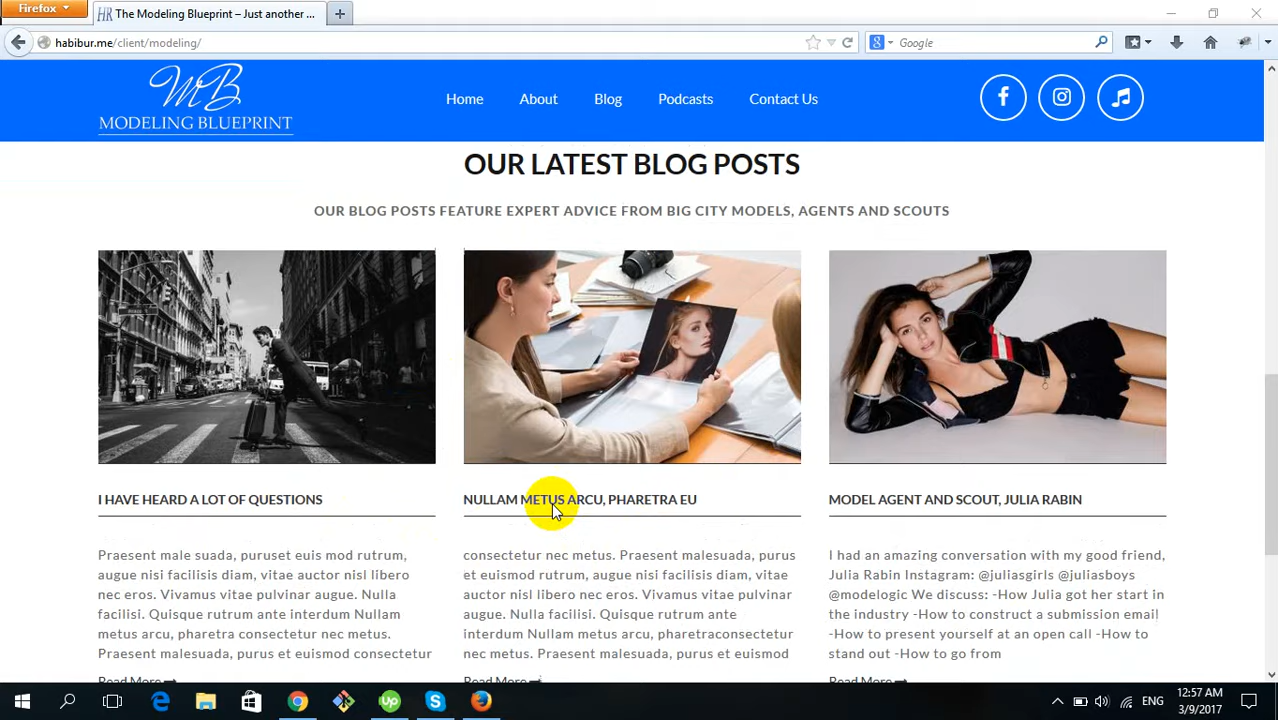 Firefox
HR The Modeling Blueprint – Just another ...
habibur.me/client/modeling/
Google
MB
MODELING BLUEPRINT
Home About Blog Podcasts Contact Us
OUR LATEST BLOG POSTS
OUR BLOG POSTS FEATURE EXPERT ADVICE FROM BIG CITY MODELS, AGENTS AND SCOUTS
I HAVE HEARD A LOT OF QUESTIONS
Praesent male suada, puruset euis mod rutrum,
augue nisi facilisis diam, vitae auctor nisl libero
nec eros. Vivamus vitae pulvinar augue. Nulla
facilisi. Quisque rutrum ante interdum Nullam
metus arcu, pharetra consectetur nec metus.
Praesent malesuada, purus et euismod consectetur
Read More
NULLAM METUS ARCU, PHARETRA EU
consectetur nec metus. Praesent malesuada, purus
et euismod rutrum, augue nisi facilisis diam, vitae
auctor nisl libero nec eros. Vivamus vitae pulvinar
augue. Nulla facilisi. Quisque rutrum ante
interdum Nullam metus arcu, pharetraconsectetur
nec metus. Praesent malesuada, purus et euismod
Read More
MODEL AGENT AND SCOUT, JULIA RABIN
I had an amazing conversation with my good friend,
Julia Rabin Instagram: @juliasgirls @juliasboys
@modelogic We discuss: -How Julia got her start in
the industry -How to construct a submission email
-How to present yourself at an open call -How to
stand out -How to go from
Read More
ENG
12:57 AM
3/9/2017